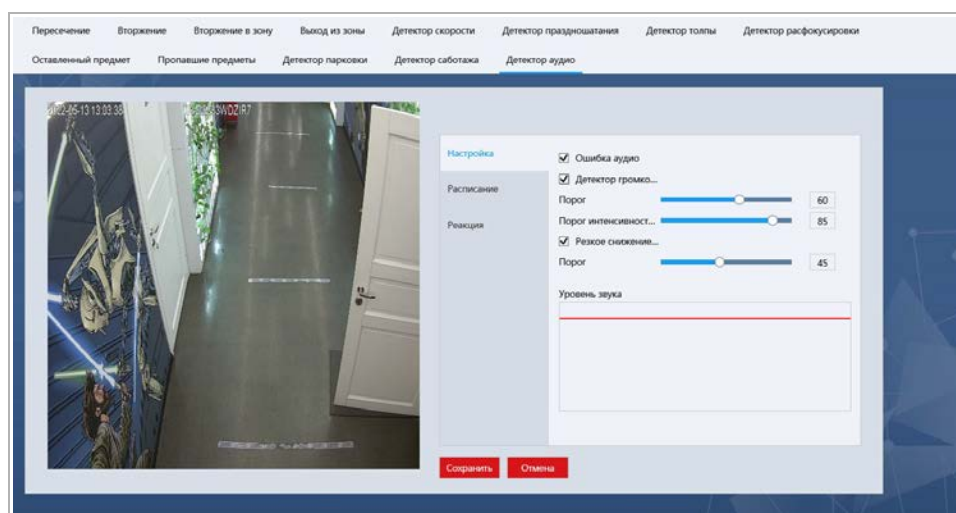 Пересечение Вторжение Вторжение в зону Выход из зоны Детектор скорости Детектор праздношатания Детектор толпы Детектор расфокусировки
Оставленный предмет Пропавшие предметы Детектор парковки Детектор саботажа Детектор аудио
Настройка
Расписание
Реакция
Ошибка аудио
Детектор громко...
Порог 60
Порог интенсивност... 85
Резкое снижение...
Порог 45
Уровень звука
Сохранить Отмена